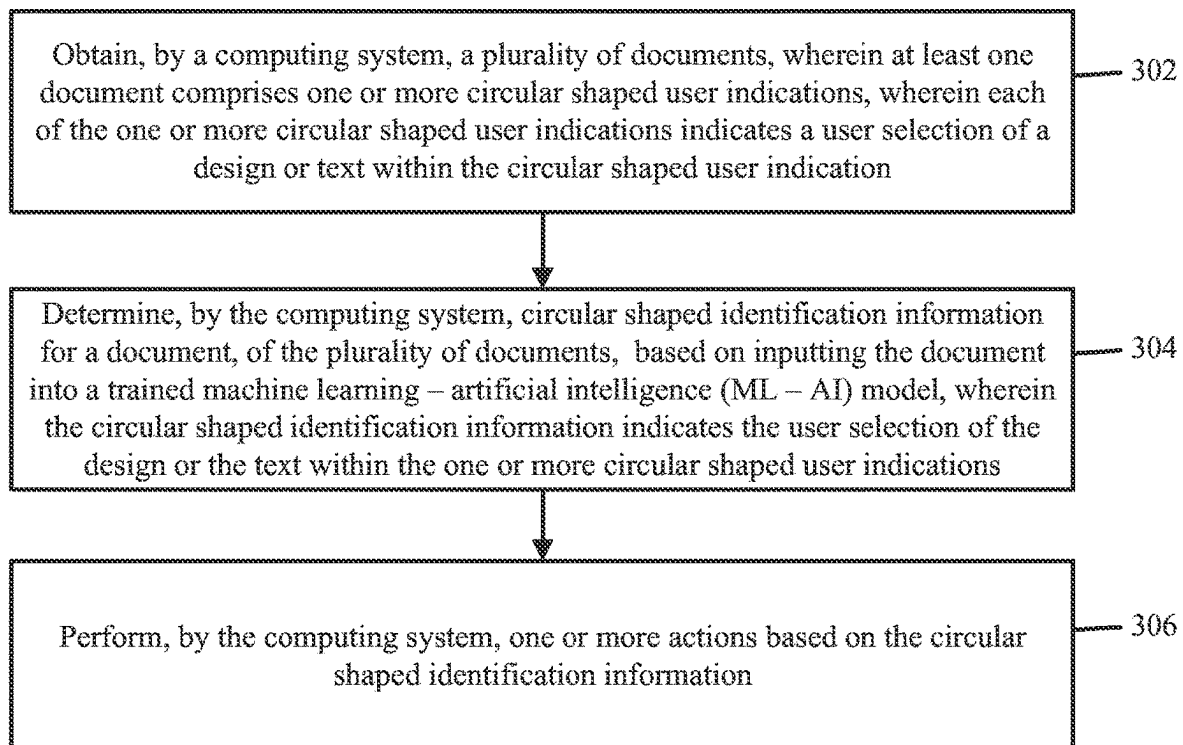 Obtain, by a computing system, a plurality of documents, wherein at least one
document comprises one or more circular shaped user indications, wherein each
of the one or more circular shaped user indications indicates a user selection of a
design or text within the circular shaped user indication
302
Determine, by the computing system, circular shaped identification information
for a document, of the plurality of documents, based on inputting the document
into a trained machine learning – artificial intelligence (ML – AI) model, wherein
the circular shaped identification information indicates the user selection of the
design or the text within the one or more circular shaped user indications
304
Perform, by the computing system, one or more actions based on the circular
shaped identification information
306